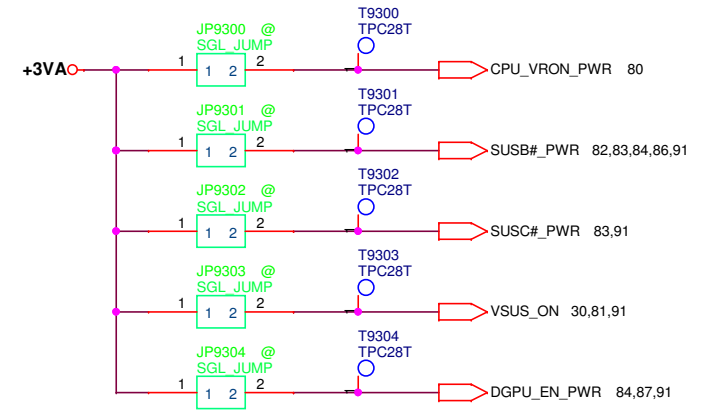 T9300
TPC28T
JP9300 @
SGL_JUMP
+3VA 1 1 2 2 CPU_VRON_PWR 80
T9301
TPC28T
JP9301 @
SGL_JUMP
1 1 2 2 SUSB#_PWR 82,83,84,86,91
T9302
TPC28T
JP9302 @
SGL_JUMP
1 1 2 2 SUSC#_PWR 83,91
T9303
TPC28T
JP9303 @
SGL_JUMP
1 1 2 2 VSUS_ON 30,81,91
T9304
TPC28T
JP9304 @
SGL_JUMP
1 1 2 2 DGPU_EN_PWR 84,87,91